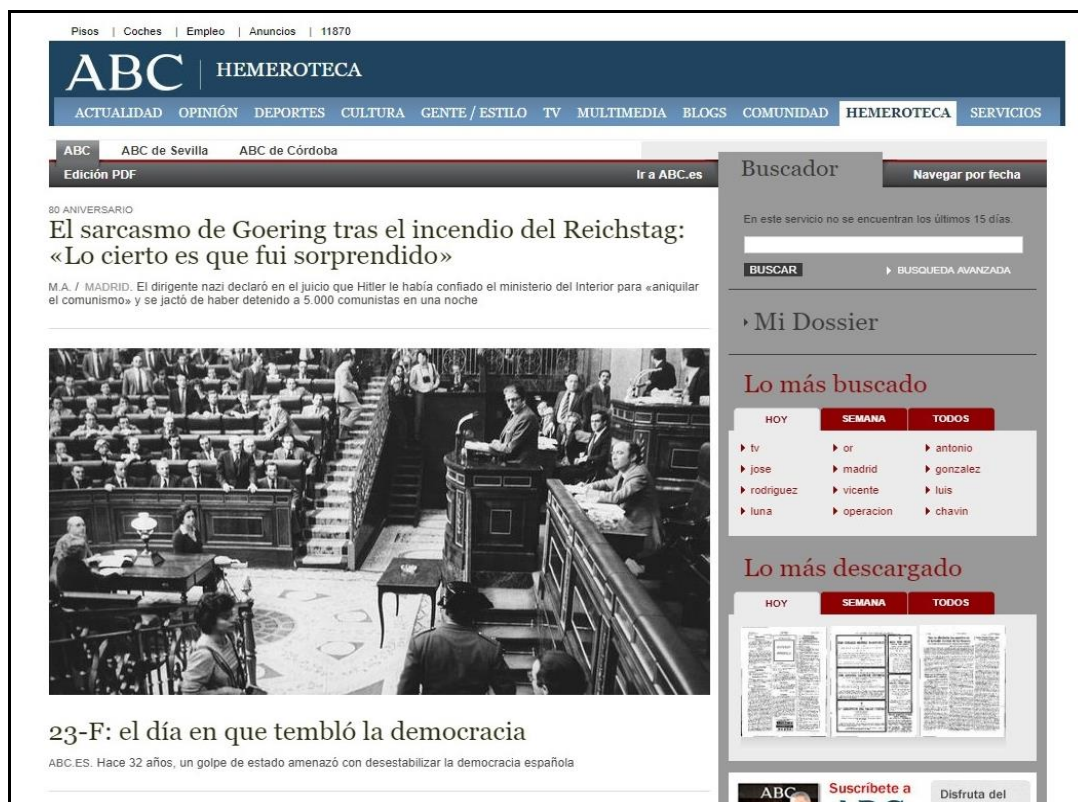 Pisos | Coches | Empleo | Anuncios | 11870
ABC | HEMEROTECA
ACTUALIDAD OPINIÓN DEPORTES CULTURA GENTE / ESTILO TV MULTIMEDIA BLOGS COMUNIDAD HEMEROTECA SERVICIOS
ABC ABC de Sevilla ABC de Córdoba
Edición PDF Ir a ABC.es
80 ANIVERSARIO
El sarcasmo de Goering tras el incendio del Reichstag:
«Lo cierto es que fui sorprendido»
M.A. / MADRID. El dirigente nazi declaró en el juicio que Hitler le había confiado el ministerio del Interior para «aniquilar
el comunismo» y se jactó de haber detenido a 5.000 comunistas en una noche
23-F: el día en que tembló la democracia
ABC.ES. Hace 32 años, un golpe de estado amenazó con desestabilizar la democracia española
Buscador Navegar por fecha
En este servicio no se encuentran los últimos 15 días.
BUSCAR BUSQUEDA AVANZADA
Mi Dossier
Lo más buscado
HOY SEMANA TODOS
tv or antonio
jose madrid gonzalez
rodriguez vicente luis
luna operacion chavin
Lo más descargado
HOY SEMANA TODOS
ABC Suscríbete a Disfruta del
ABC